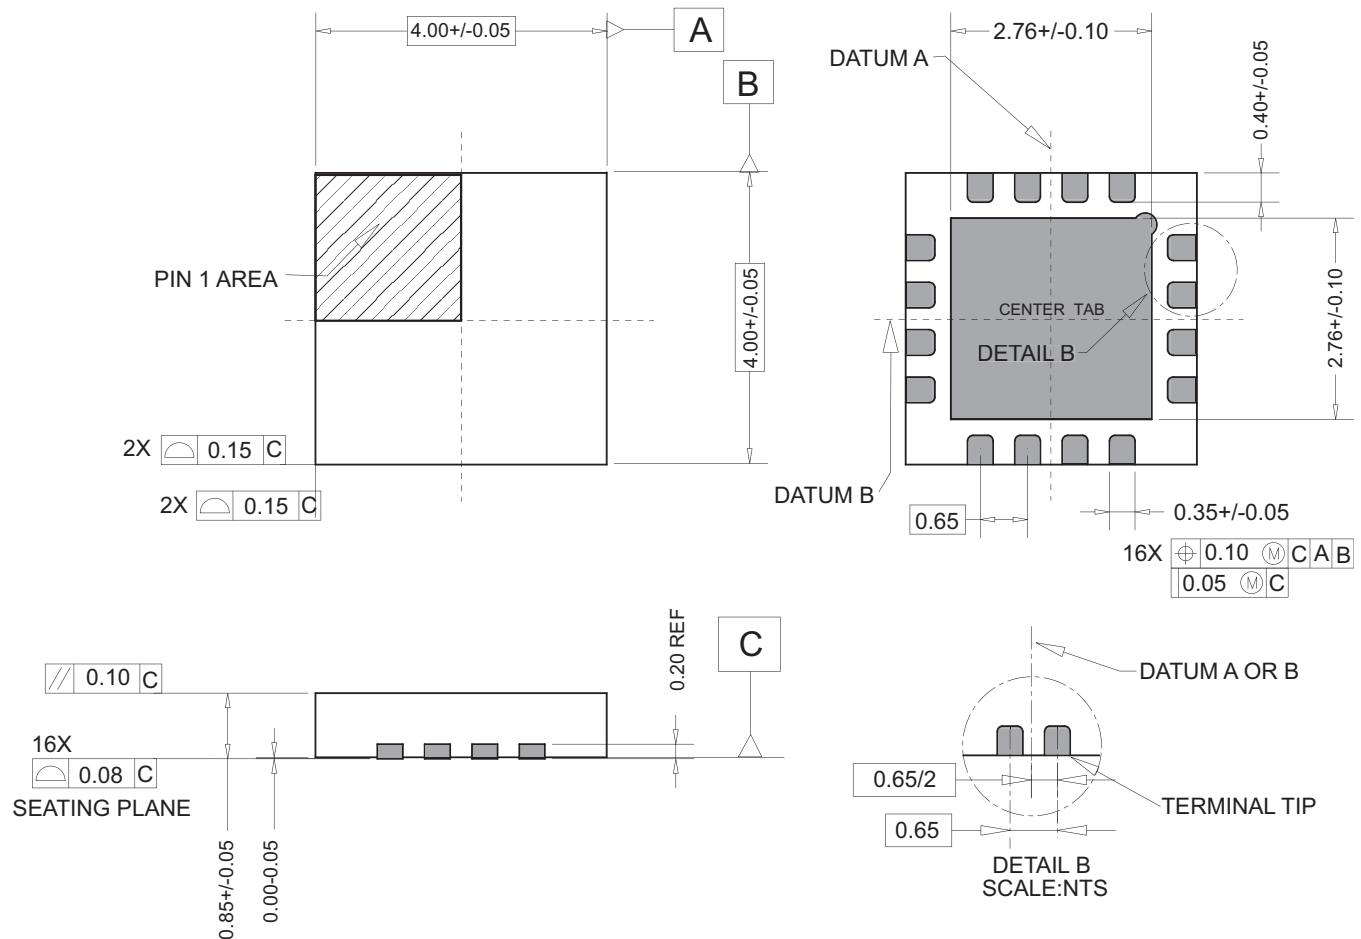 4.00+/-0.05
A
B
PIN 1 AREA
4.00+/-0.05
2X 0.15 C
2X 0.15 C
2.76+/-0.10
DATUM A
0.40+/-0.05
CENTER TAB
DETAIL B
2.76+/-0.10
DATUM B
0.65
0.35+/-0.05
16X ⌖ 0.10 Ⓜ C A B
0.05 Ⓜ C
// 0.10 C
16X
0.08 C
SEATING PLANE
0.85+/-0.05
0.00-0.05
0.20 REF
C
DATUM A OR B
0.65/2
TERMINAL TIP
0.65
DETAIL B
SCALE:NTS